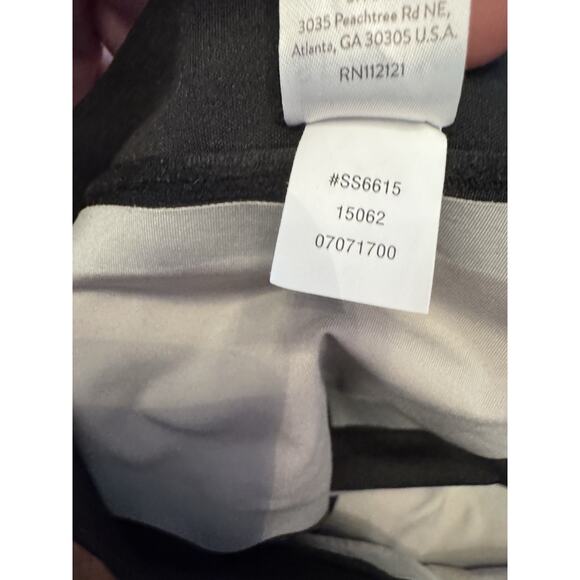 3035 Peachtree Rd NE,
Atlanta, GA 30305 U.S.A.
RN112121
#SS6615
15062
07071700